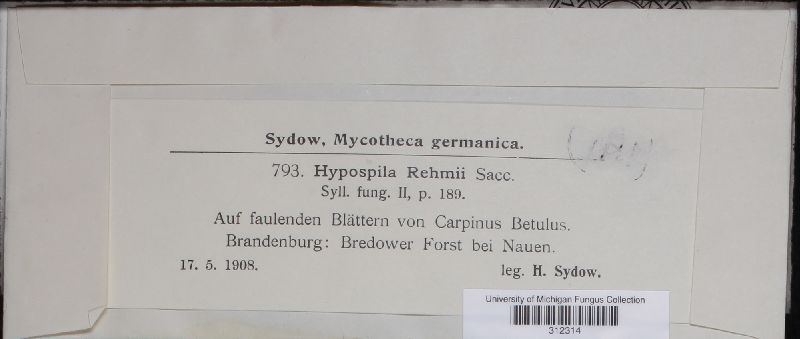 Sydow, Mycotheca germanica.
793. Hypospila Rehmii Sacc.
Syll. fung. II, p. 189.
Auf faulenden Blättern von Carpinus Betulus.
Brandenburg: Bredower Forst bei Nauen.
17. 5. 1908. leg. H. Sydow.
University of Michigan Fungus Collection
312314